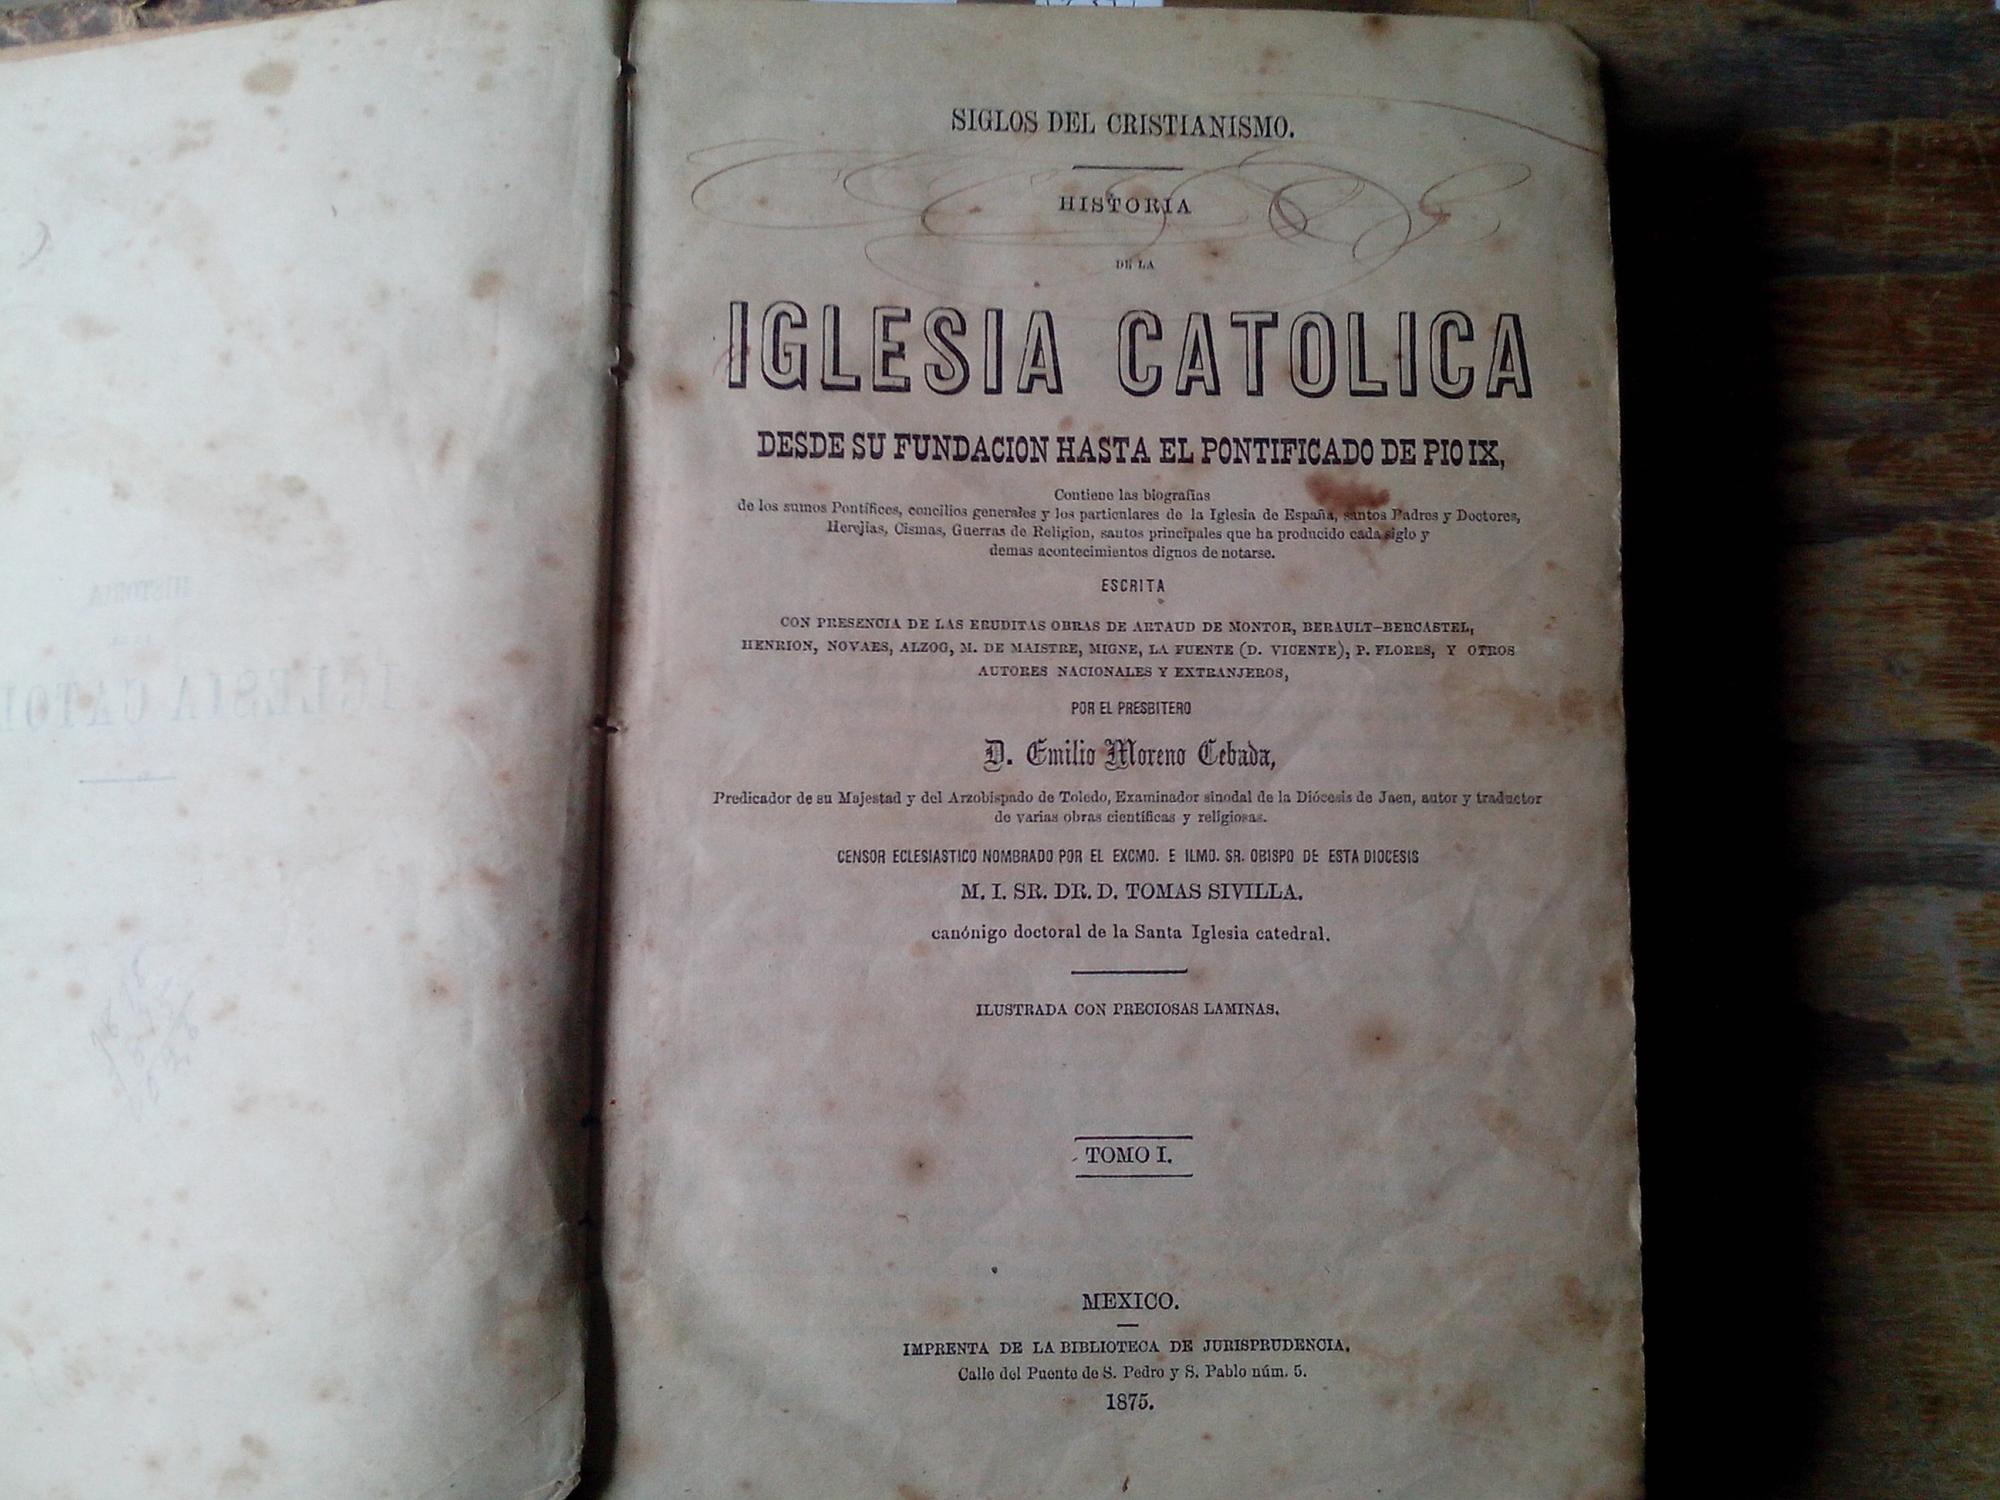 SIGLOS DEL CRISTIANISMO.
HISTORIA
DE LA
IGLESIA CATOLICA
DESDE SU FUNDACION HASTA EL PONTIFICADO DE PIO IX,
Contiene las biografias
de los sumos Pontífices, concilios generales y los particulares de la Iglesia de España, santos Padres y Doctores,
Herejias, Cismas, Guerras de Religion, santos principales que ha producido cada siglo y
demas acontecimientos dignos de notarse.
ESCRITA
CON PRESENCIA DE LAS ERUDITAS OBRAS DE ARTAUD DE MONTOR, BERAULT-BERCASTEL,
HENRION, NOVAES, ALZOG, M. DE MAISTRE, MIGNE, LA FUENTE (D. VICENTE), P. FLORES, Y OTROS
AUTORES NACIONALES Y EXTRANJEROS,
POR EL PRESBITERO
D. Emilio Moreno Cebada,
Predicador de su Majestad y del Arzobispado de Toledo, Examinador sinodal de la Diócesis de Jaen, autor y traductor
de varias obras científicas y religiosas.
CENSOR ECLESIASTICO NOMBRADO POR EL EXCMO. E ILMO. SR. OBISPO DE ESTA DIOCESIS
M. I. SR. DR. D. TOMAS SIVILLA.
canónigo doctoral de la Santa Iglesia catedral.
ILUSTRADA CON PRECIOSAS LAMINAS.
TOMO I.
MEXICO.
IMPRENTA DE LA BIBLIOTECA DE JURISPRUDENCIA.
Calle del Puente de S. Pedro y S. Pablo núm. 5.
1875.